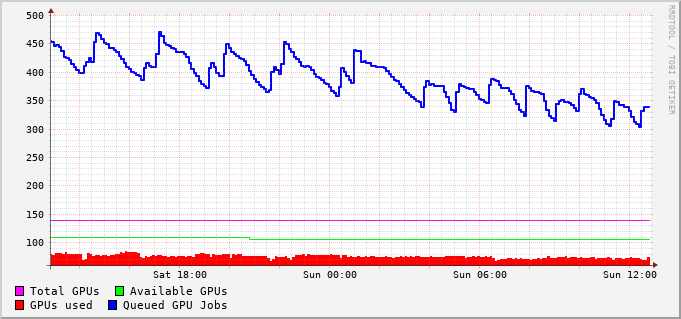 500
450
400
350
300
250
200
150
100
Sat 18:00 Sun 00:00 Sun 06:00 Sun 12:00
Total GPUs Available GPUs
GPUs used Queued GPU Jobs
RRDTOOL / TOBI OETIKER